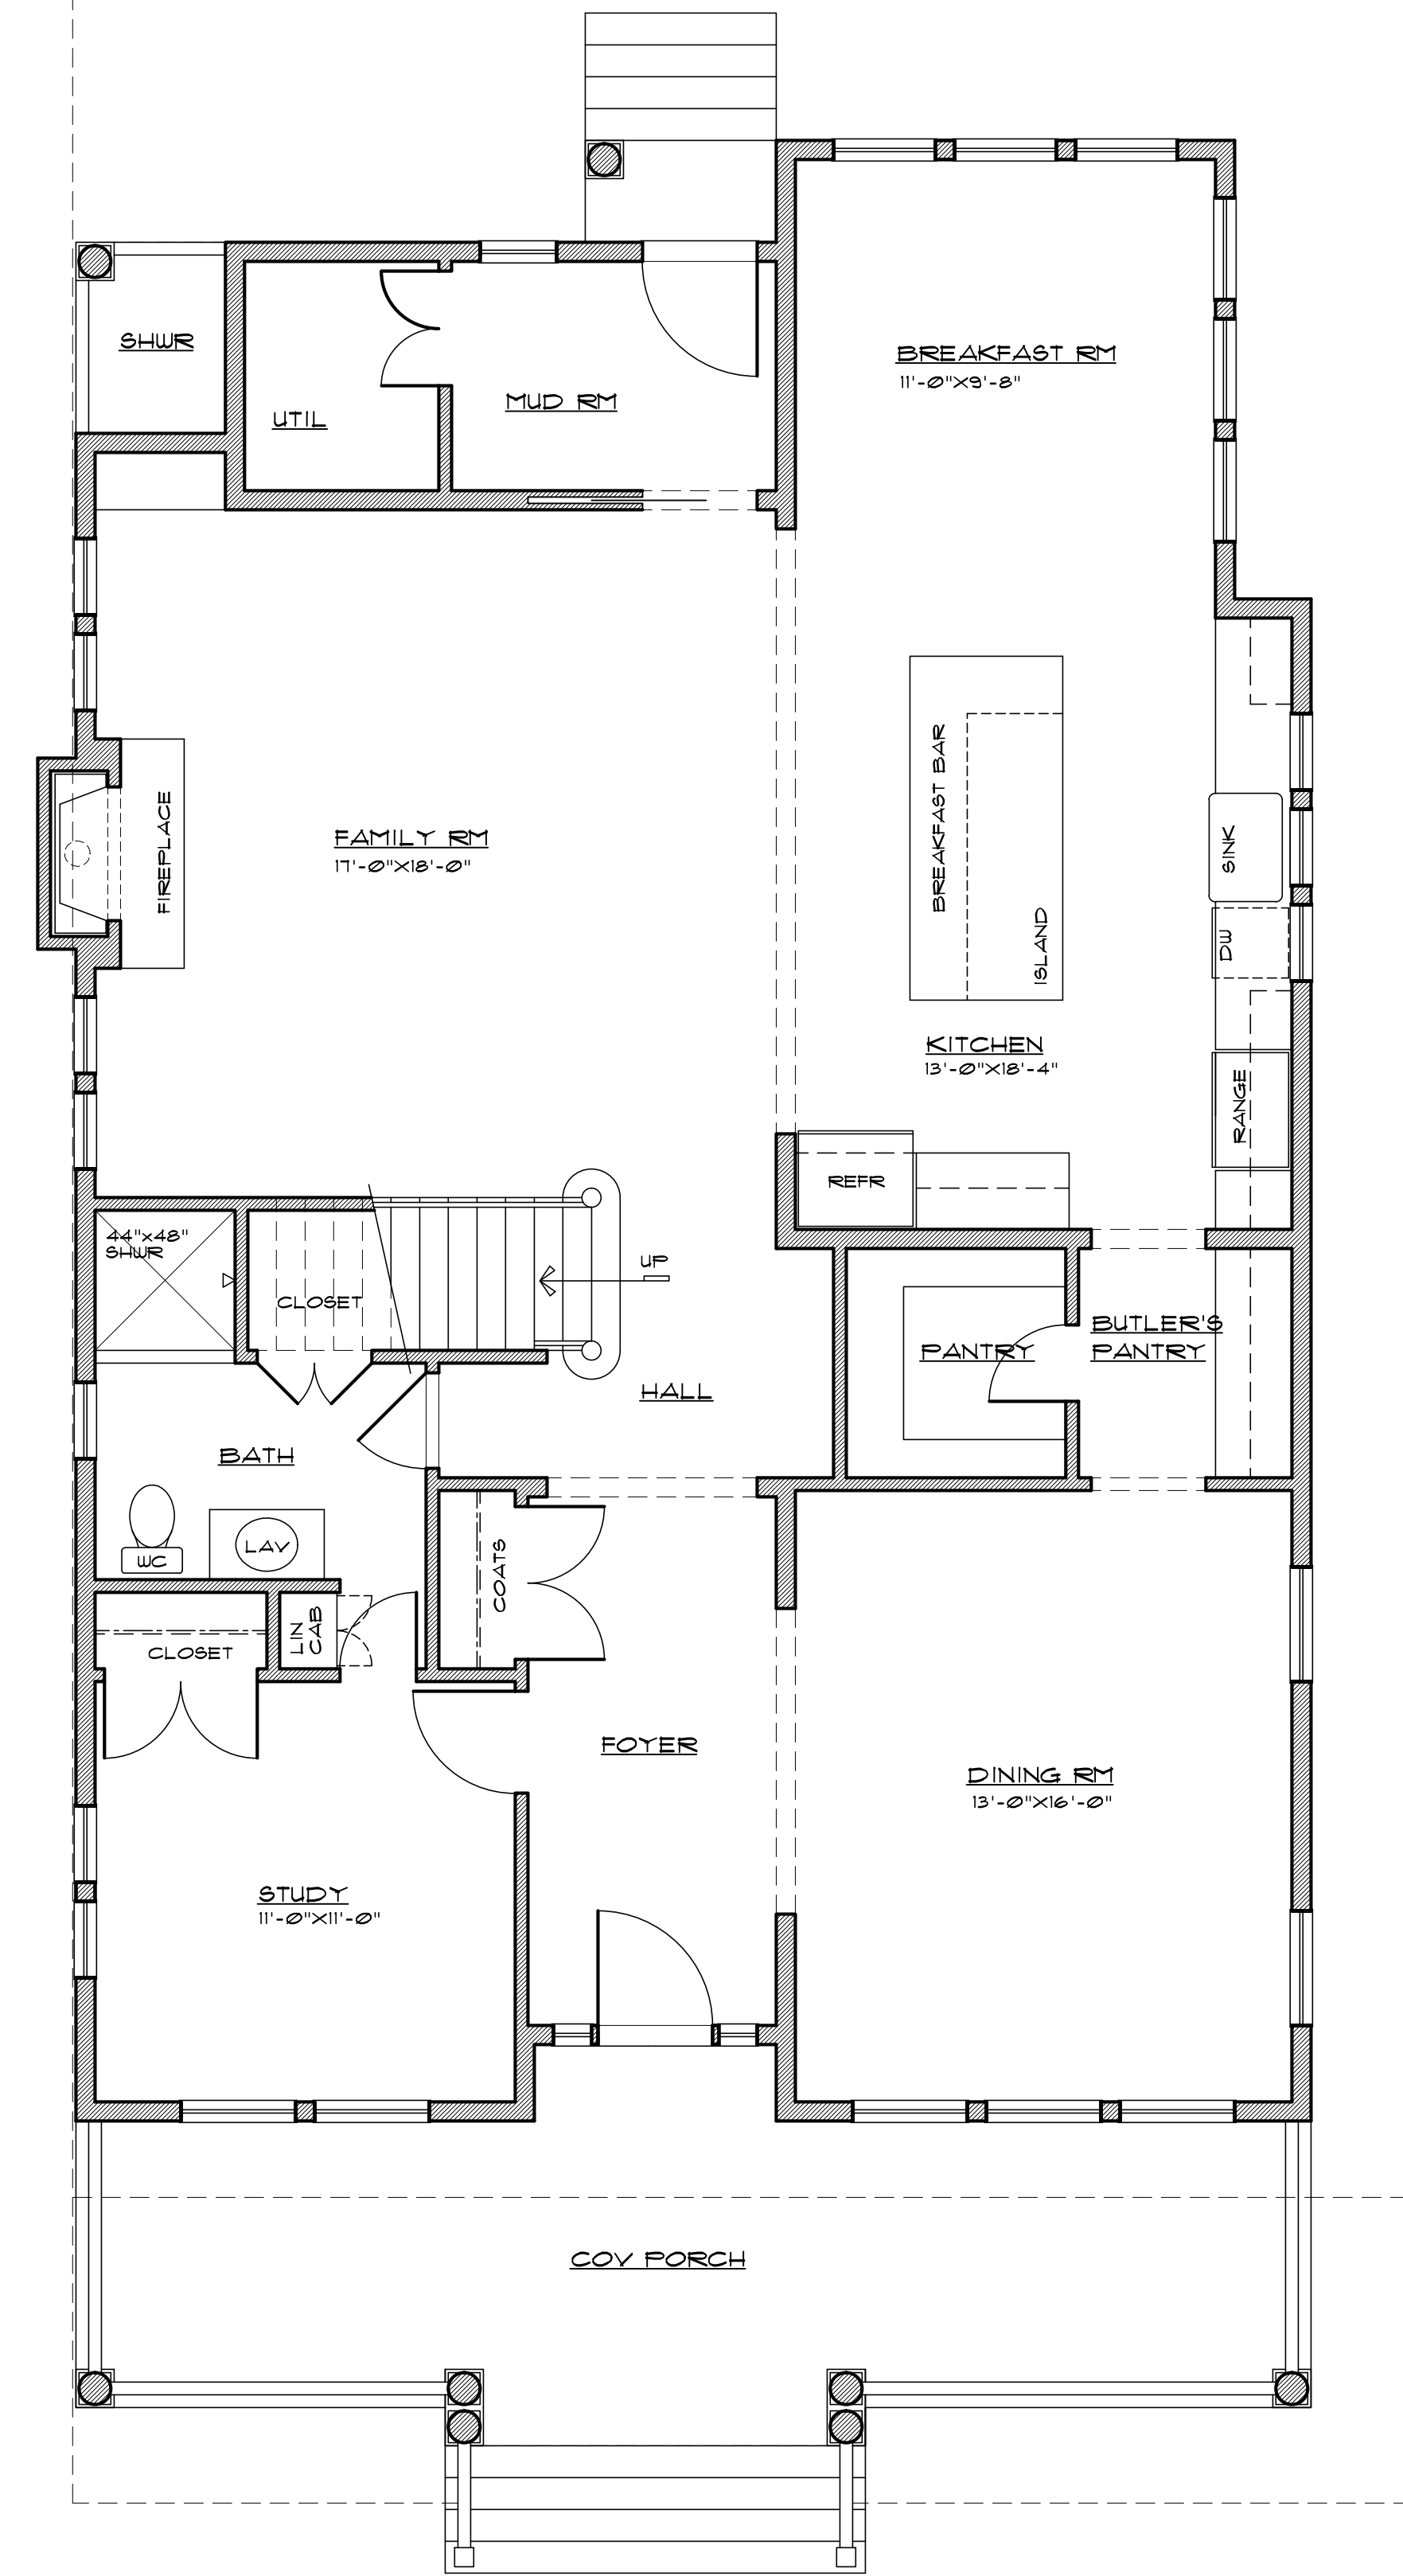 SHWR
BREAKFAST RM
11'-0"X9'-8"
MUD RM
UTIL
FAMILY RM
17'-0"X18'-0"
FIREPLACE
BREAKFAST BAR
ISLAND
SINK
DW
KITCHEN
13'-0"X18'-4"
RANGE
REFR
44"x48"
SHWR
CLOSET
UP
HALL
PANTRY
BUTLER'S
PANTRY
BATH
WC
LAV
COATS
LIN
CAB
CLOSET
FOYER
DINING RM
13'-0"X16'-0"
STUDY
11'-0"X11'-0"
COV PORCH